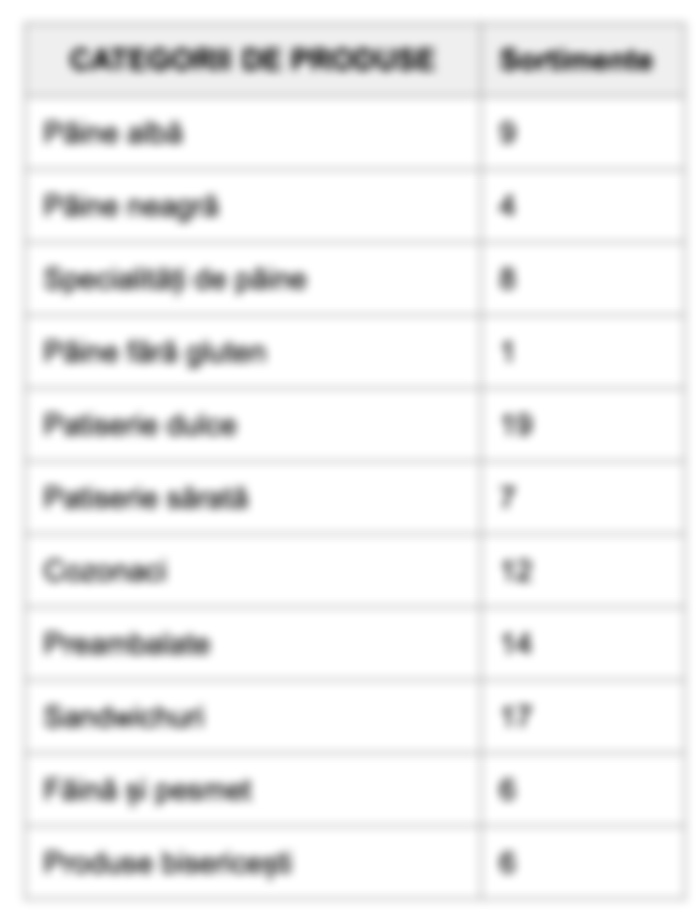 CATEGORII DE PRODUSE Sortimente
Pâine albă 9
Pâine neagră 4
Specialități de pâine 8
Pâine fără gluten 1
Patiserie dulce 19
Patiserie sărată 7
Cozonaci 12
Preambalate 14
Sandwichuri 17
Făină și pesmet 6
Produse bisericești 6